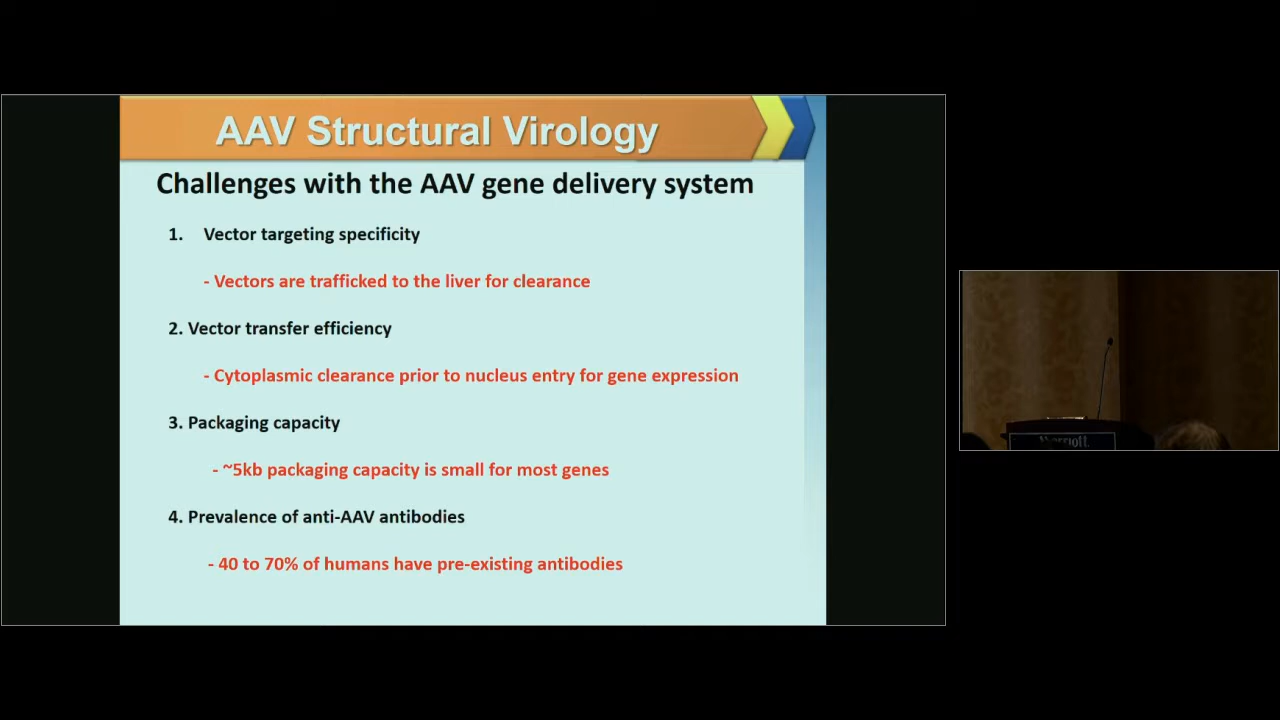 AAV Structural Virology
Challenges with the AAV gene delivery system
1. Vector targeting specificity
- Vectors are trafficked to the liver for clearance
2. Vector transfer efficiency
- Cytoplasmic clearance prior to nucleus entry for gene expression
3. Packaging capacity
- ~5kb packaging capacity is small for most genes
4. Prevalence of anti-AAV antibodies
- 40 to 70% of humans have pre-existing antibodies
Marriott